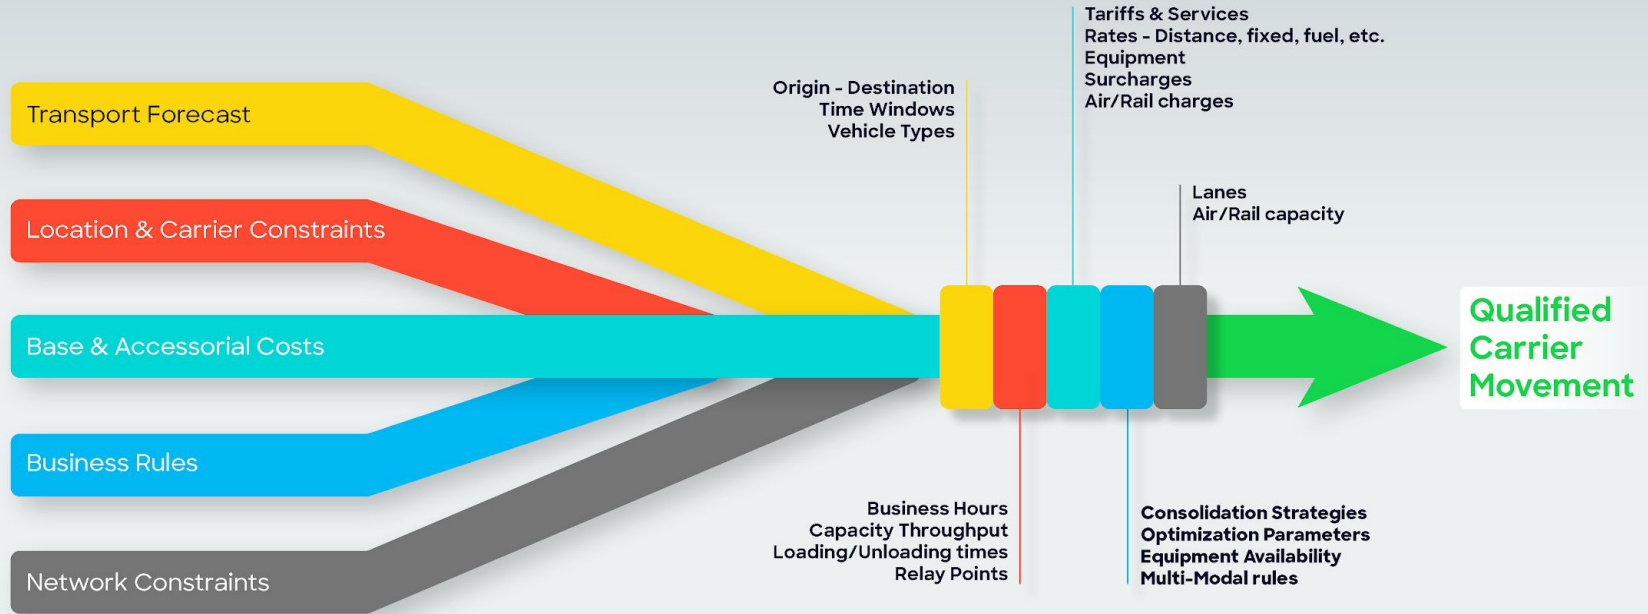 Transport Forecast
Location & Carrier Constraints
Base & Accessorial Costs
Business Rules
Network Constraints
Origin - Destination
Time Windows
Vehicle Types
Business Hours
Capacity Throughput
Loading/Unloading times
Relay Points
Tariffs & Services
Rates - Distance, fixed, fuel, etc.
Equipment
Surcharges
Air/Rail charges
Consolidation Strategies
Optimization Parameters
Equipment Availability
Multi-Modal rules
Lanes
Air/Rail capacity
Qualified
Carrier
Movement